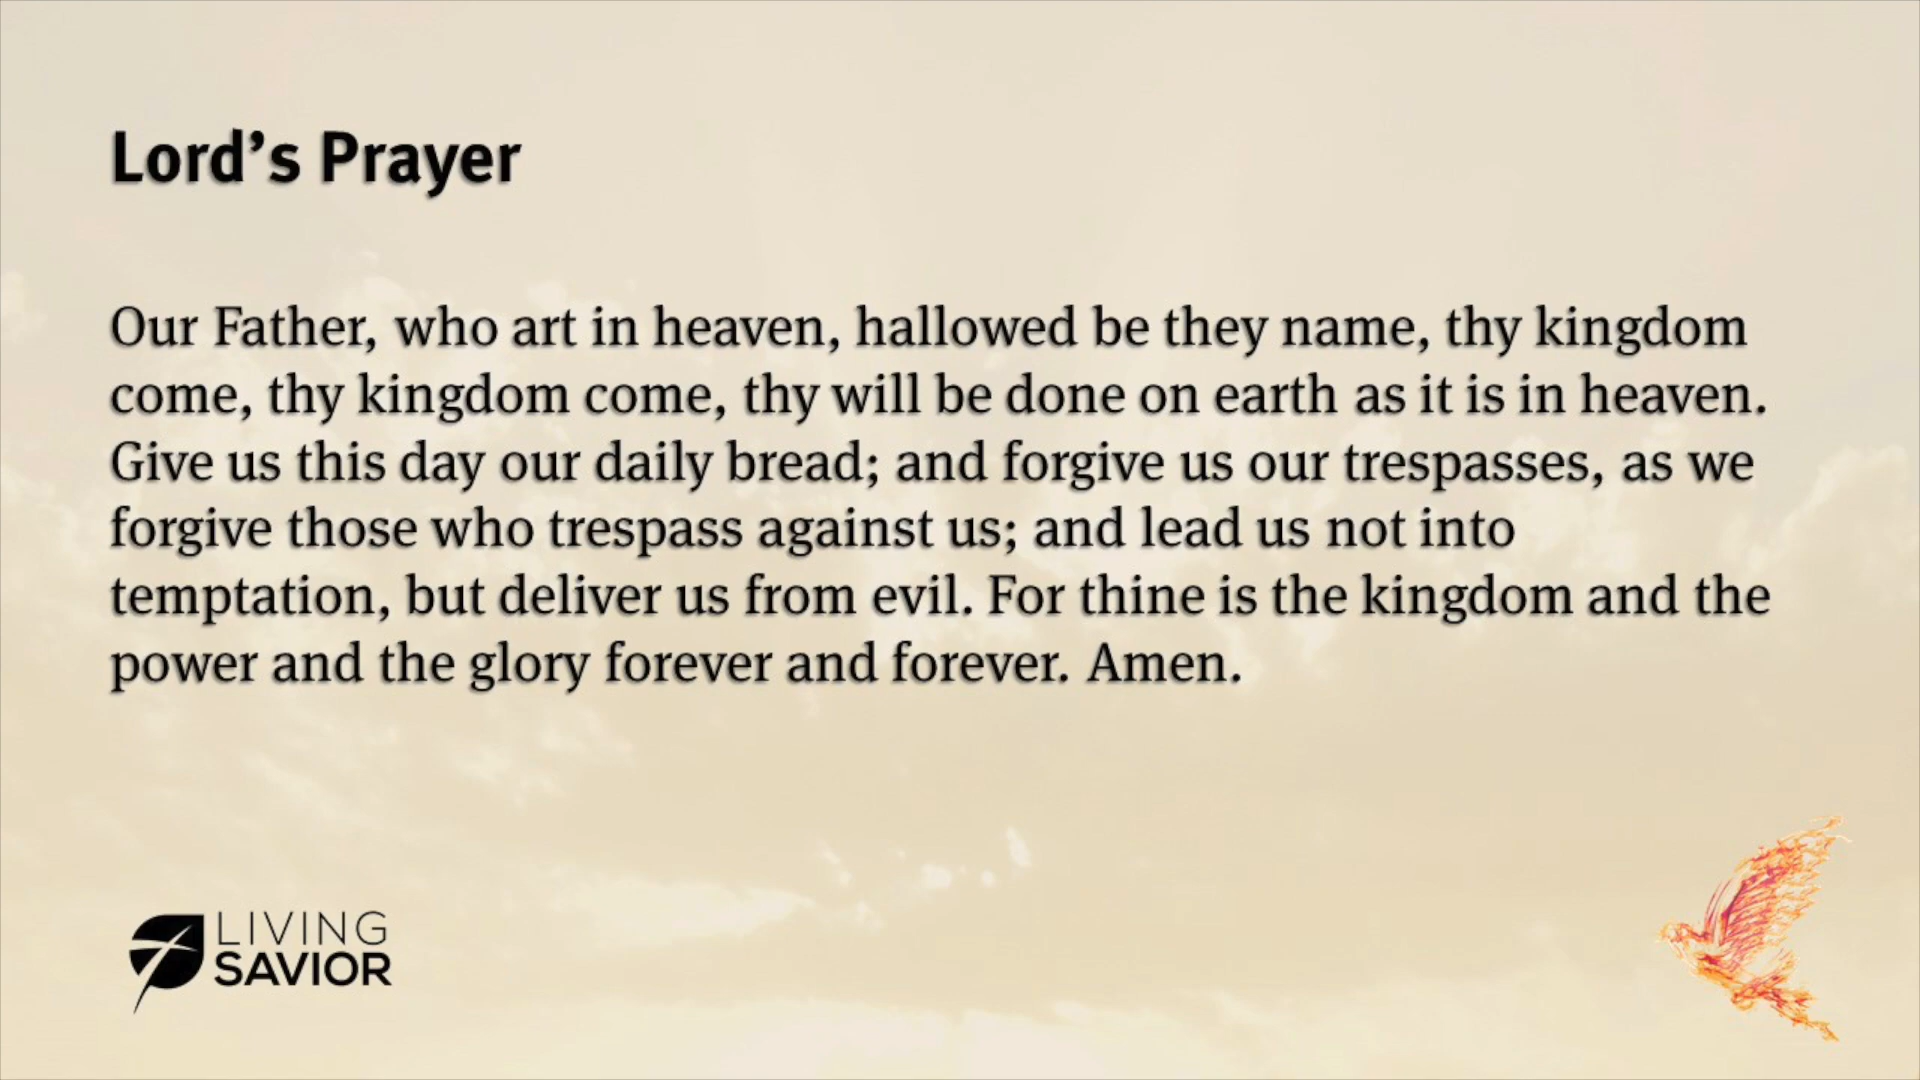 Lord’s Prayer
Our Father, who art in heaven, hallowed be they name, thy kingdom
come, thy kingdom come, thy will be done on earth as it is in heaven.
Give us this day our daily bread; and forgive us our trespasses, as we
forgive those who trespass against us; and lead us not into
temptation, but deliver us from evil. For thine is the kingdom and the
power and the glory forever and forever. Amen.
LIVING
SAVIOR